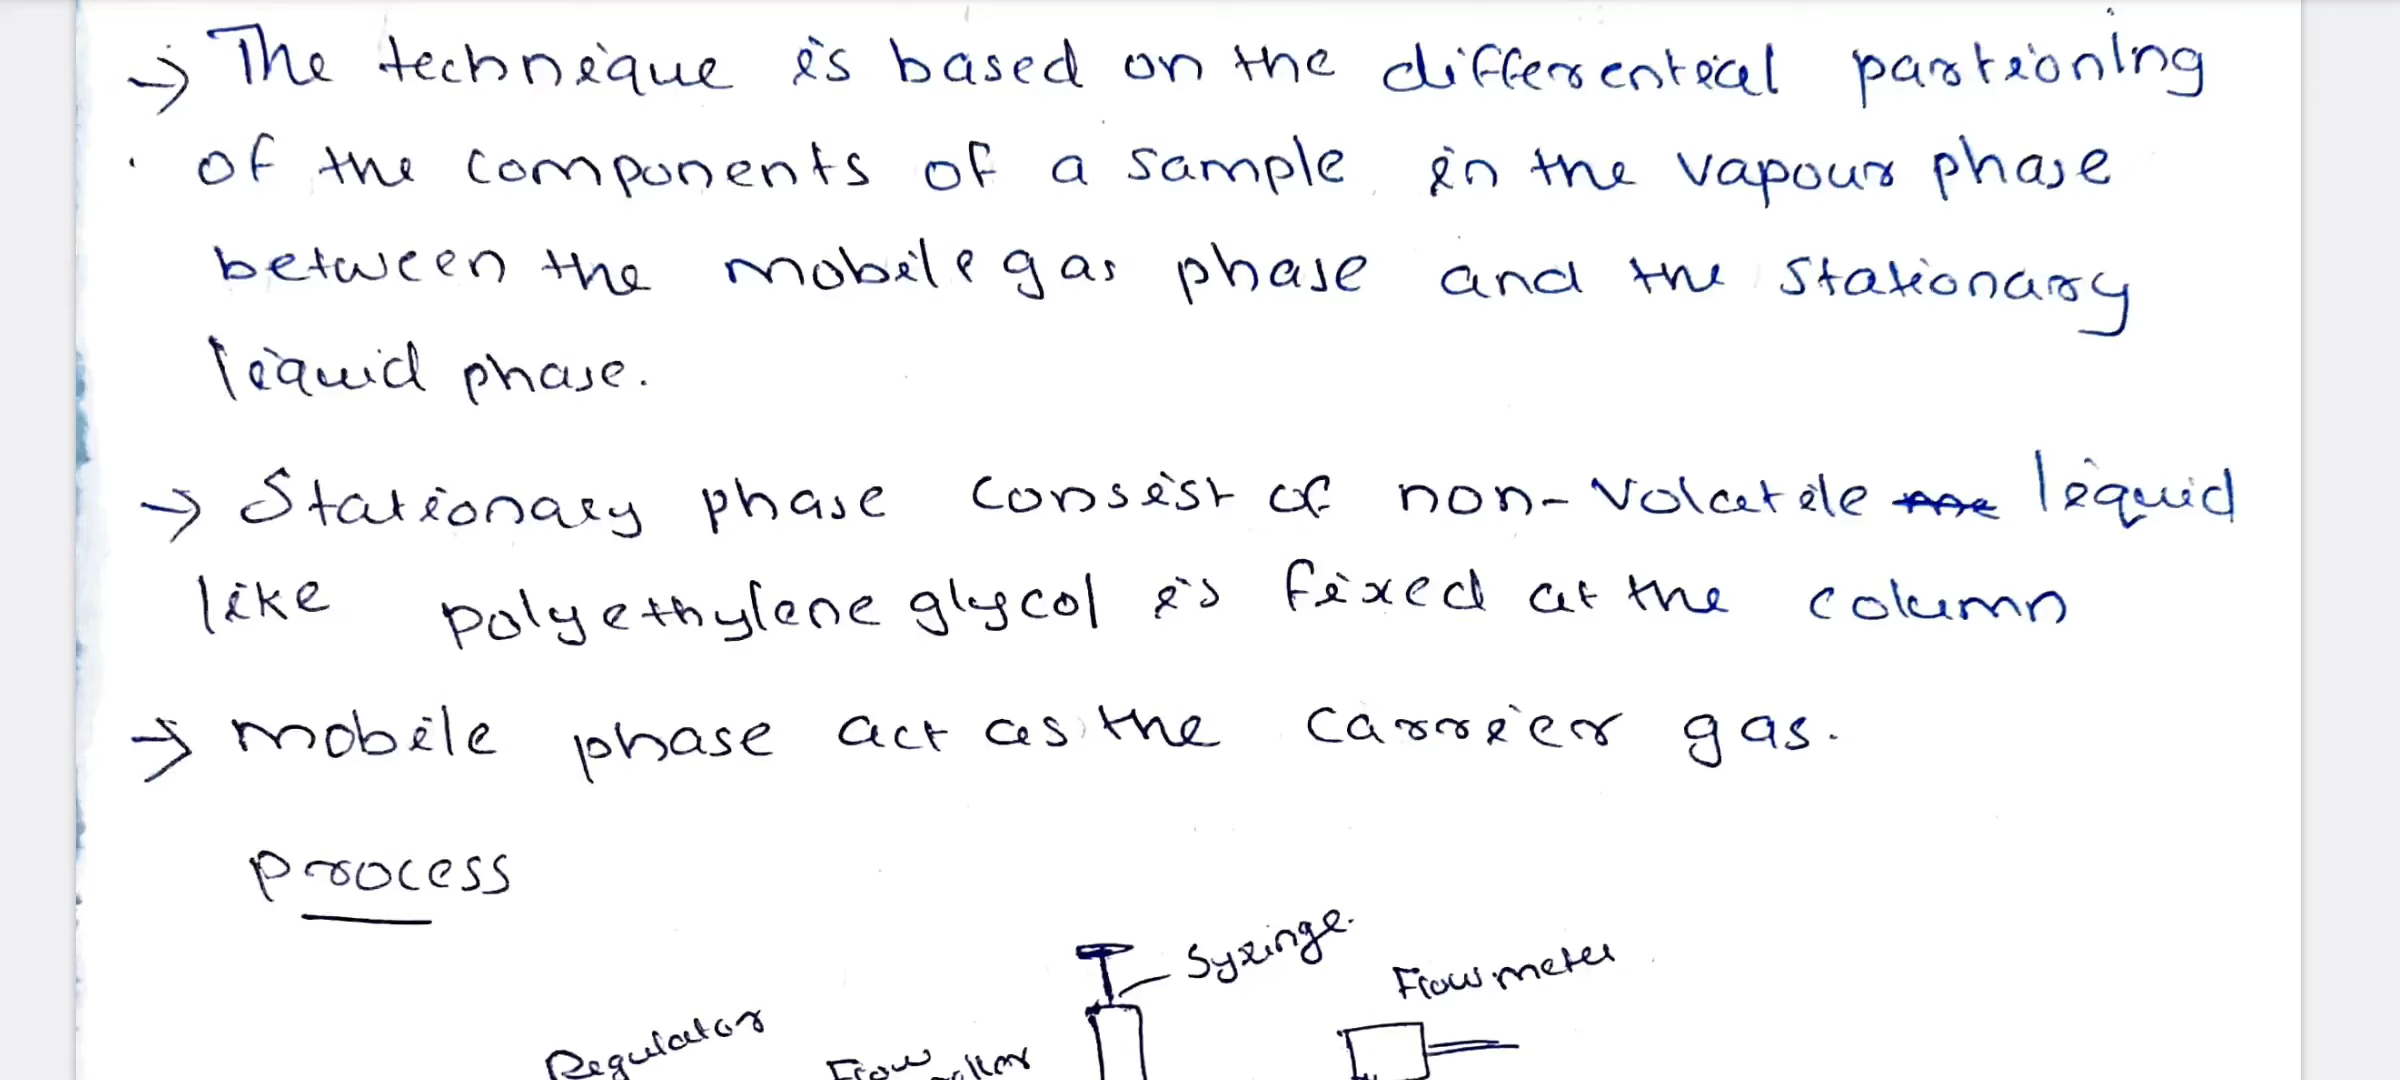 → The technique is based on the differential partioning
of the components of a sample in the vapour phase
between the mobile gas phase and the stationary
liquid phase.
→ Stationary phase consist of non-volatile liquid
like polyethylene glycol is fixed at the column
→ mobile phase act as the carrier gas.
process
Syringe.
Flow meter
Regulator
Flow